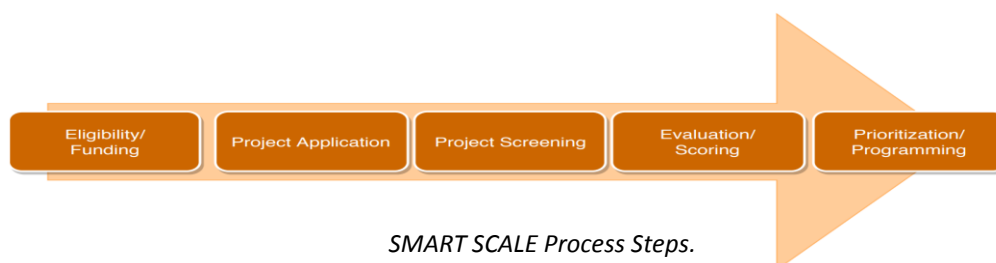 Eligibility/
Funding
Project Application
Project Screening
Evaluation/
Scoring
Prioritization/
Programming
SMART SCALE Process Steps.